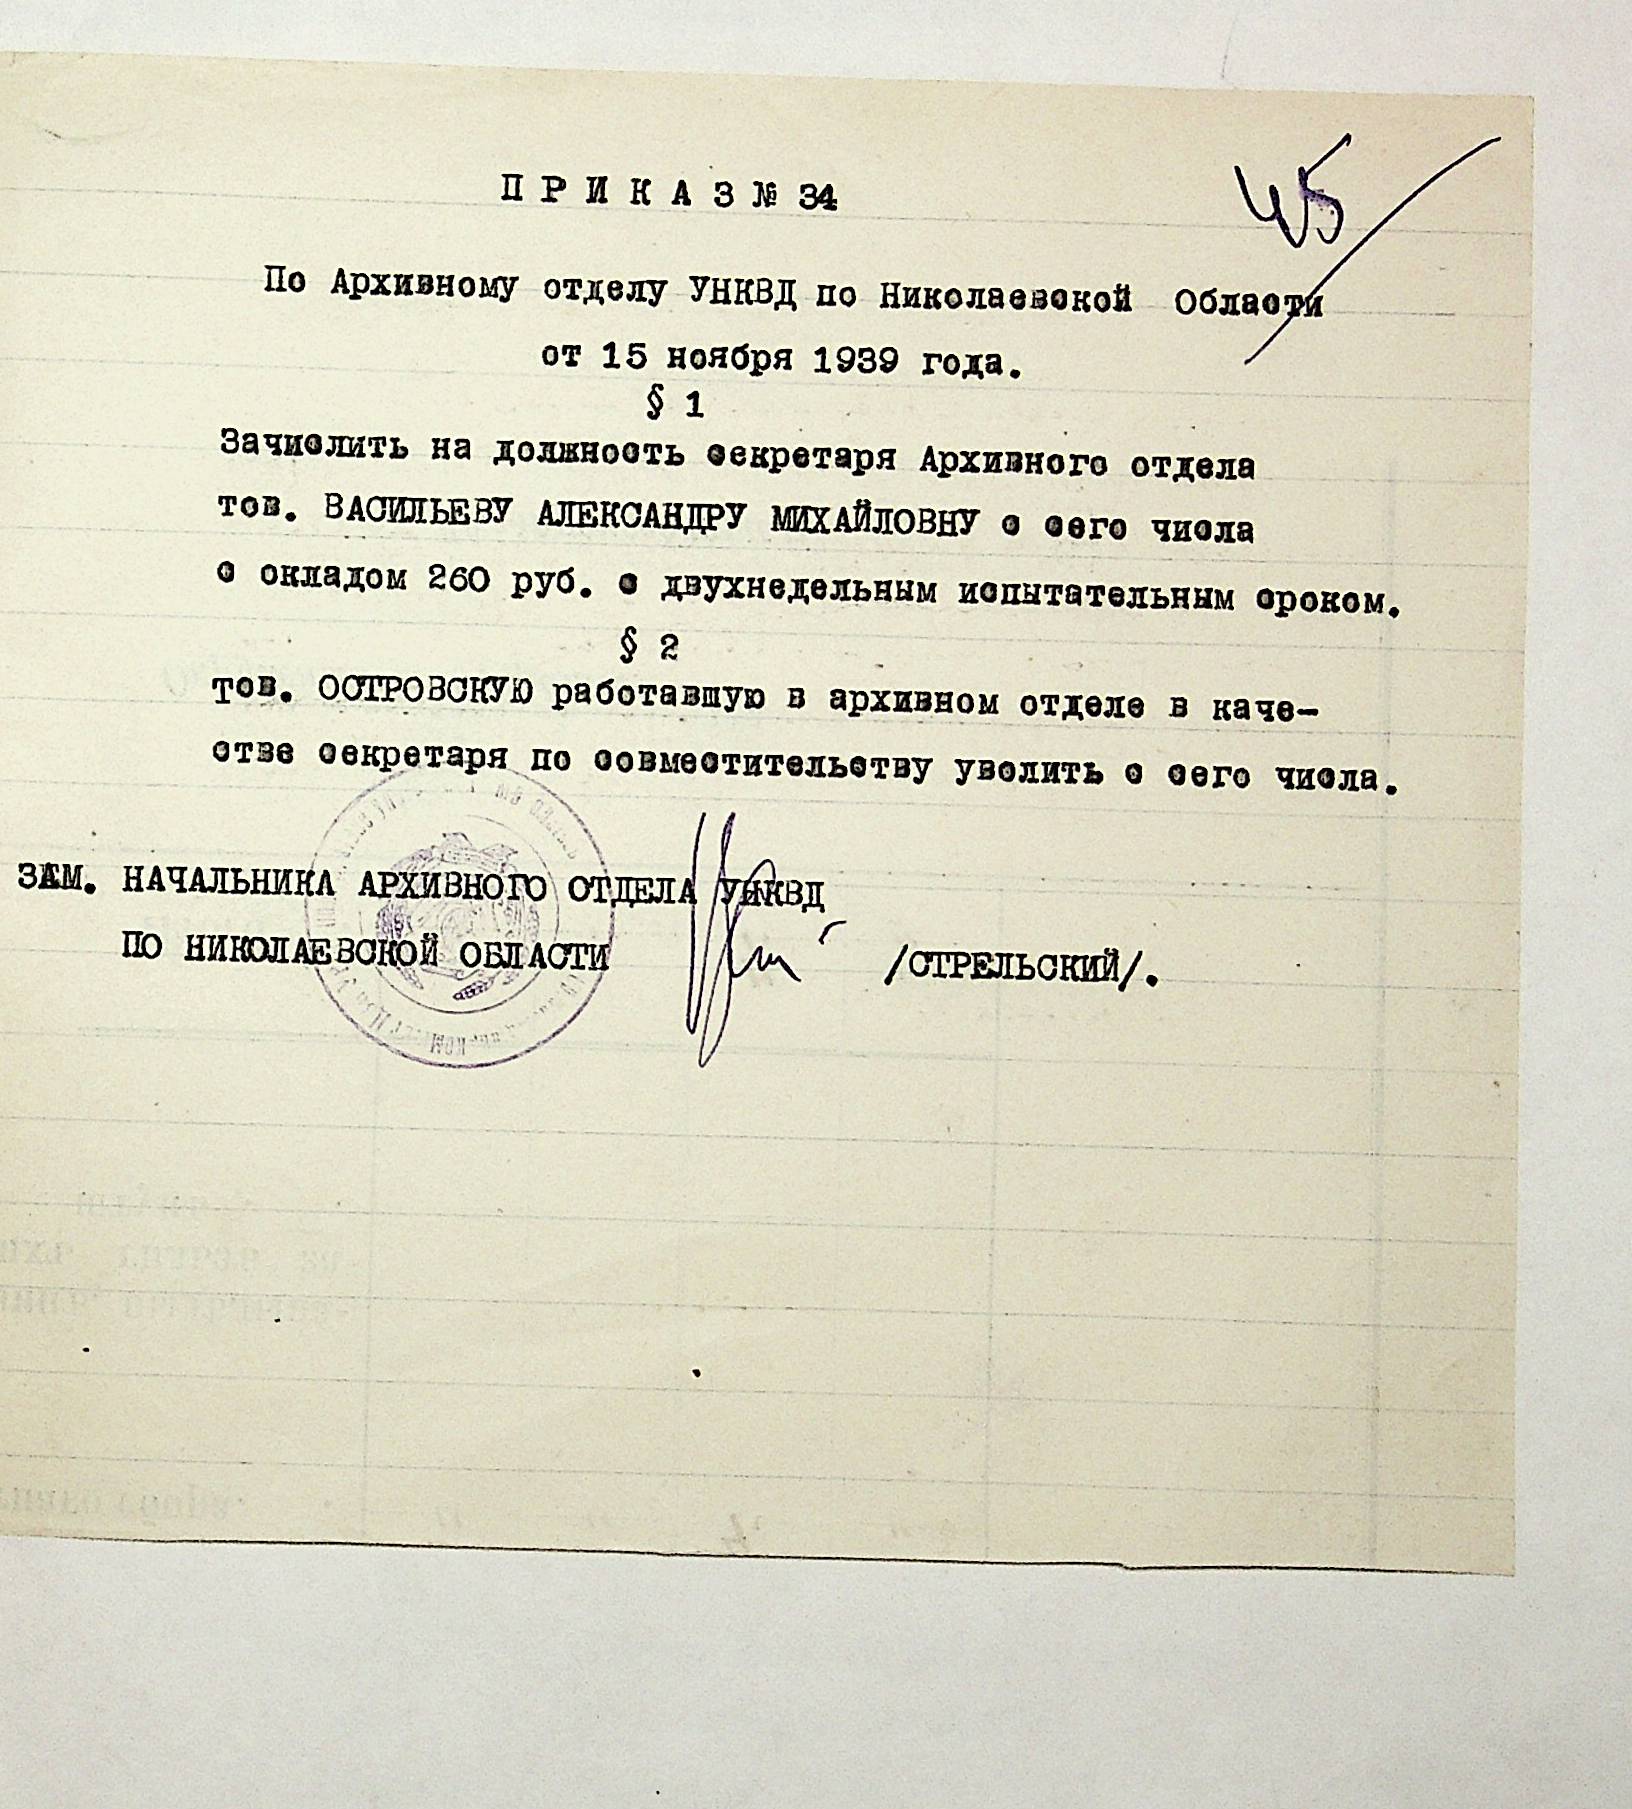 45
П Р И К А З № 34
По Архивному отделу УНКВД по Николаевской Области
от 15 ноября 1939 года.
§ 1
Зачислить на должность секретаря Архивного отдела
тов. ВАСИЛЬЕВУ АЛЕКСАНДРУ МИХАЙЛОВНУ с сего числа
с окладом 260 руб. с двухнедельным испытательным сроком.
§ 2
тов. ОСТРОВСКУЮ работавшую в архивном отделе в каче-
стве секретаря по совместительству уволить с сего числа.
ЗАМ. НАЧАЛЬНИКА АРХИВНОГО ОТДЕЛА УНКВД
ПО НИКОЛАЕВСКОЙ ОБЛАСТИ /СТРЕЛЬСКИЙ/.